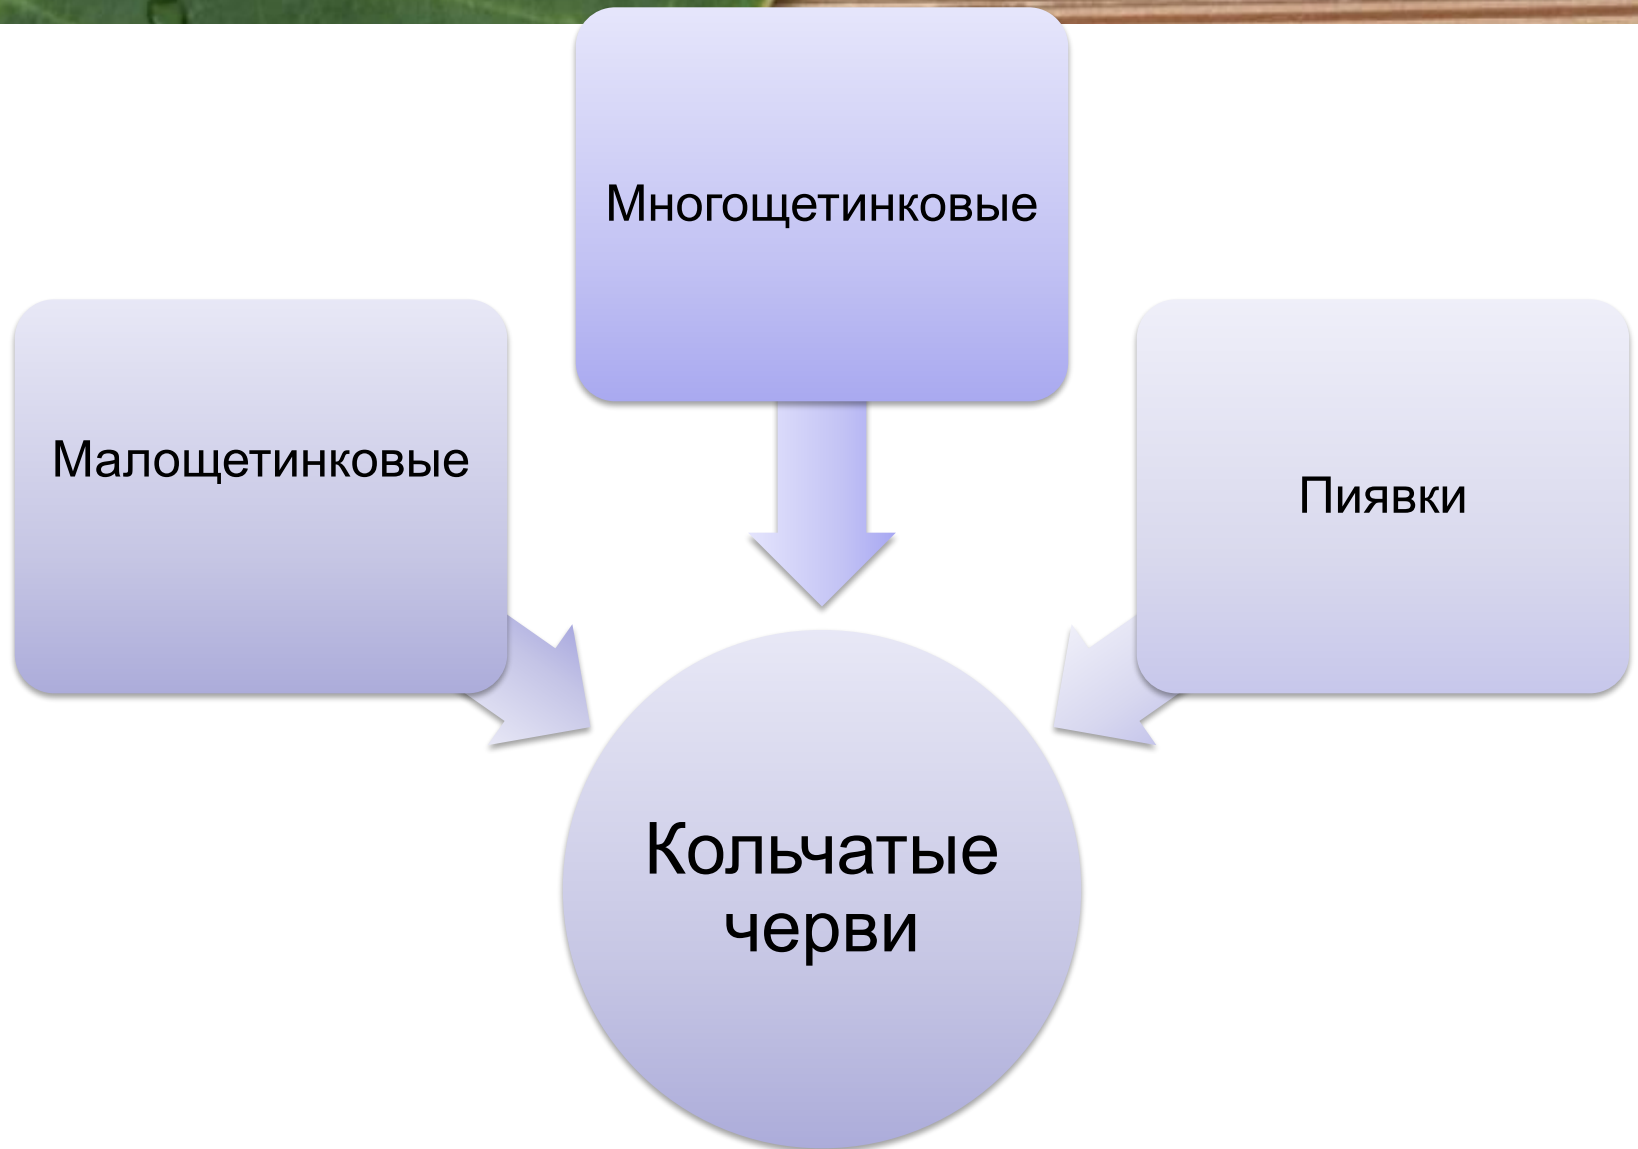 Многощетинковые
Малощетинковые
Пиявки
Кольчатые
черви